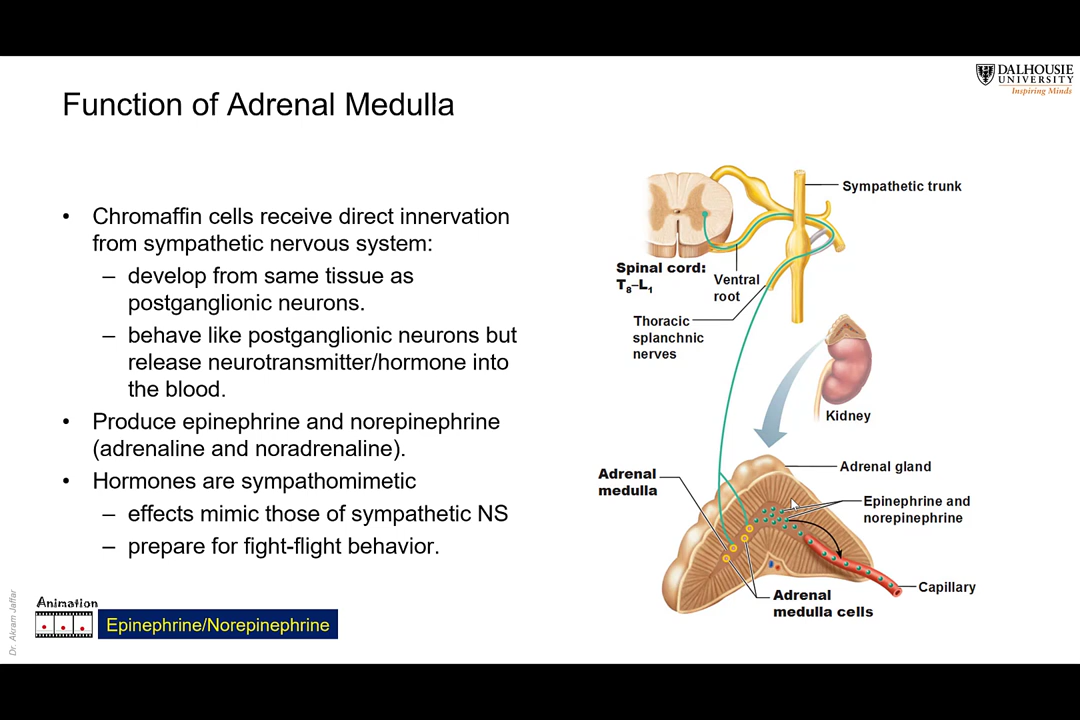 DALHOUSIE
UNIVERSITY
Inspiring Minds
Function of Adrenal Medulla
• Chromaffin cells receive direct innervation
from sympathetic nervous system:
– develop from same tissue as
postganglionic neurons.
– behave like postganglionic neurons but
release neurotransmitter/hormone into
the blood.
• Produce epinephrine and norepinephrine
(adrenaline and noradrenaline).
• Hormones are sympathomimetic
– effects mimic those of sympathetic NS
– prepare for fight-flight behavior.
Animation
Epinephrine/Norepinephrine
Dr. Akram Jaffar
Sympathetic trunk
Spinal cord:
T8–L1
Ventral
root
Thoracic
splanchnic
nerves
Kidney
Adrenal gland
Adrenal
medulla
Epinephrine and
norepinephrine
Capillary
Adrenal
medulla cells